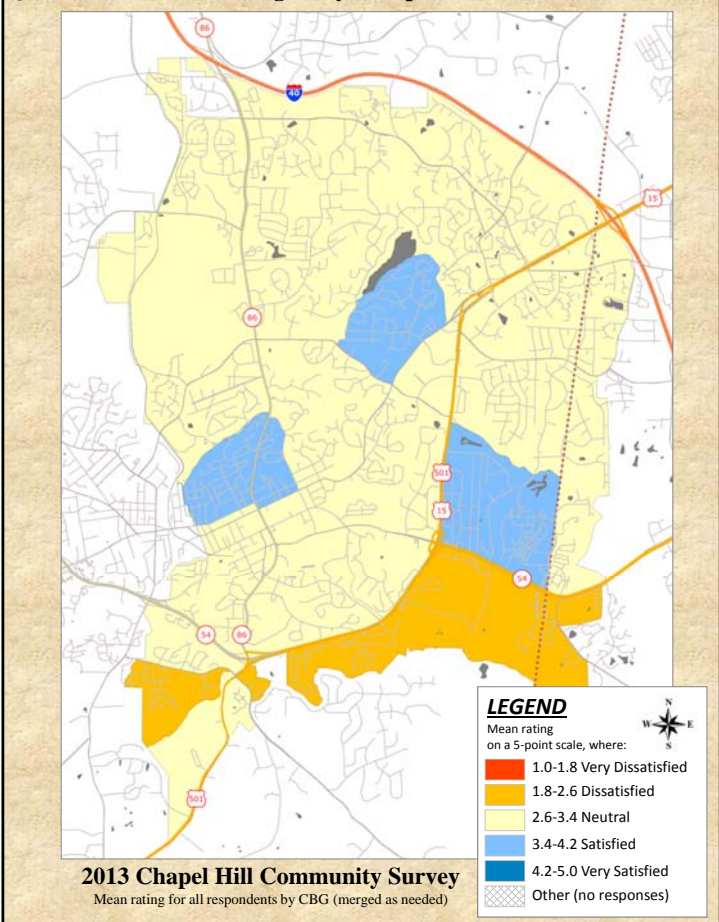 86
40
15
86
501
15
54
54
86
501
LEGEND
N
W E
S
Mean rating
on a 5-point scale, where:
1.0-1.8 Very Dissatisfied
1.8-2.6 Dissatisfied
2.6-3.4 Neutral
3.4-4.2 Satisfied
4.2-5.0 Very Satisfied
Other (no responses)
2013 Chapel Hill Community Survey
Mean rating for all respondents by CBG (merged as needed)